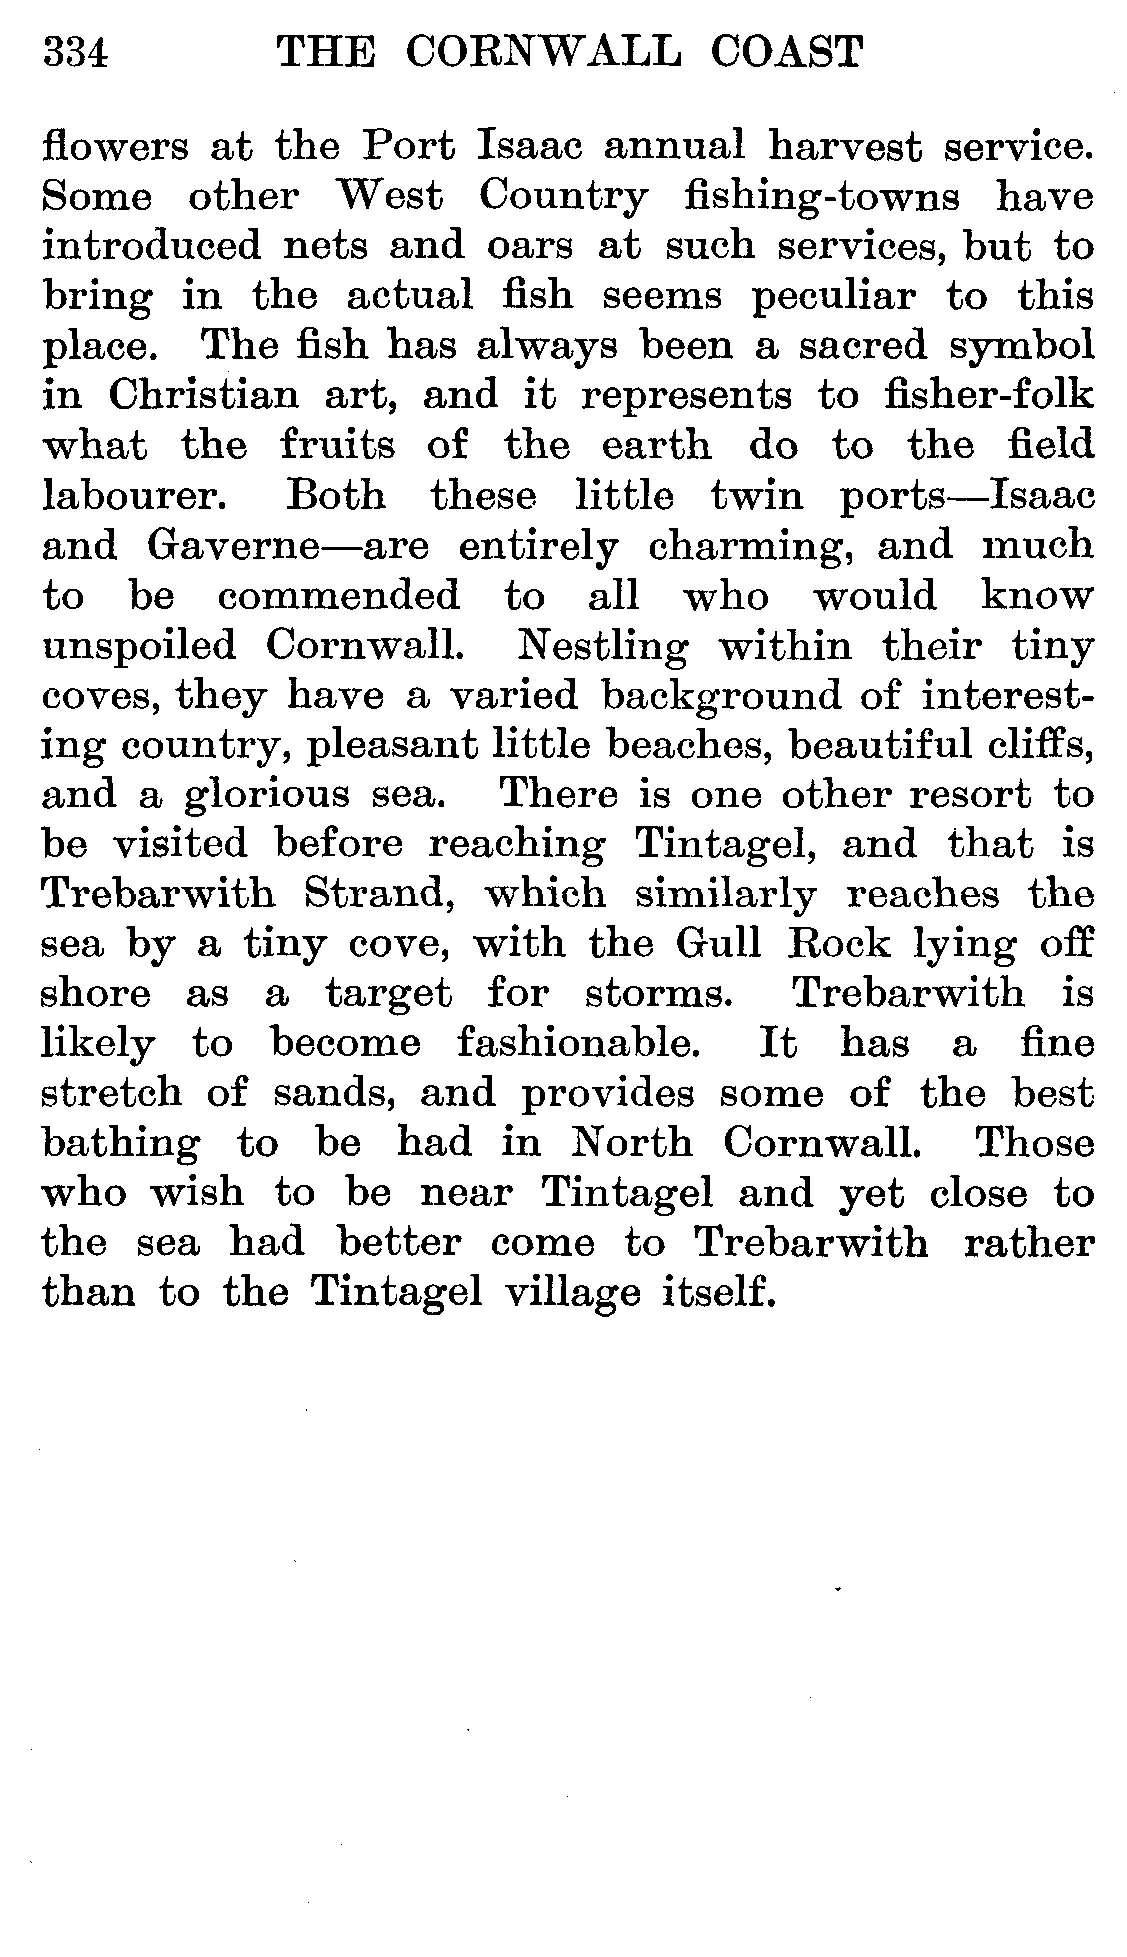 334 THE CORNWALL COAST
flowers at the Port Isaac annual harvest service.
Some other West Country fishing-towns have
introduced nets and oars at such services, but to
bring in the actual fish seems peculiar to this
place. The fish has always been a sacred symbol
in Christian art, and it represents to fisher-folk
what the fruits of the earth do to the field
labourer. Both these little twin ports—Isaac
and Gaverne—are entirely charming, and much
to be commended to all who would know
unspoiled Cornwall. Nestling within their tiny
coves, they have a varied background of interest-
ing country, pleasant little beaches, beautiful cliffs,
and a glorious sea. There is one other resort to
be visited before reaching Tintagel, and that is
Trebarwith Strand, which similarly reaches the
sea by a tiny cove, with the Gull Rock lying off
shore as a target for storms. Trebarwith is
likely to become fashionable. It has a fine
stretch of sands, and provides some of the best
bathing to be had in North Cornwall. Those
who wish to be near Tintagel and yet close to
the sea had better come to Trebarwith rather
than to the Tintagel village itself.